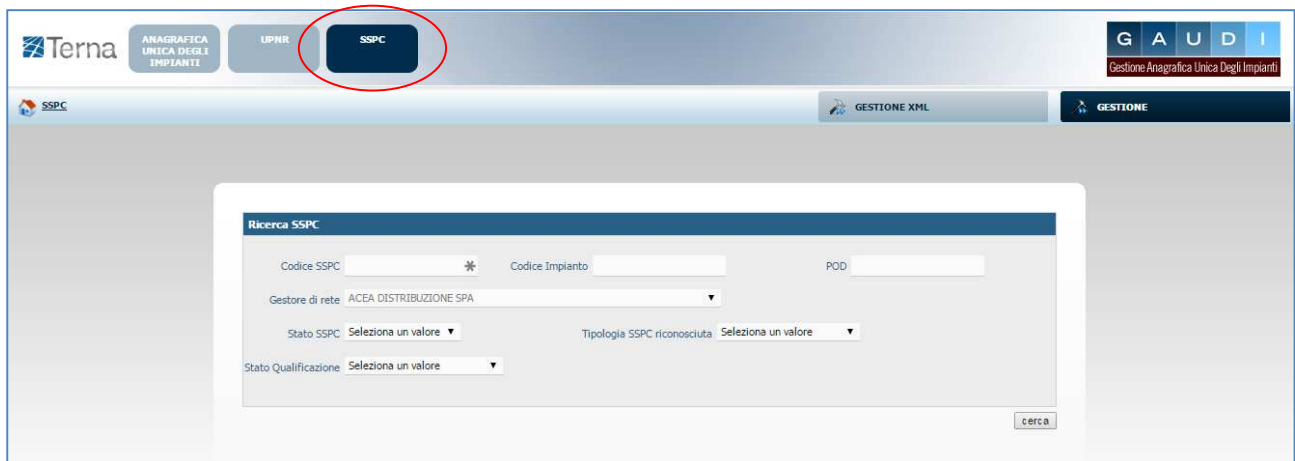 Terna
ANAGRAFICA
UNICA DEGLI
IMPIANTI
UPNR
SSPC
G A U D I
Gestione Anagrafica Unica Degli Impianti
SSPC
GESTIONE XML
GESTIONE
Ricerca SSPC
Codice SSPC * Codice Impianto POD
Gestore di rete ACEA DISTRIBUZIONE SPA
Stato SSPC Seleziona un valore Tipologia SSPC riconosciuta Seleziona un valore
Stato Qualificazione Seleziona un valore
cerca